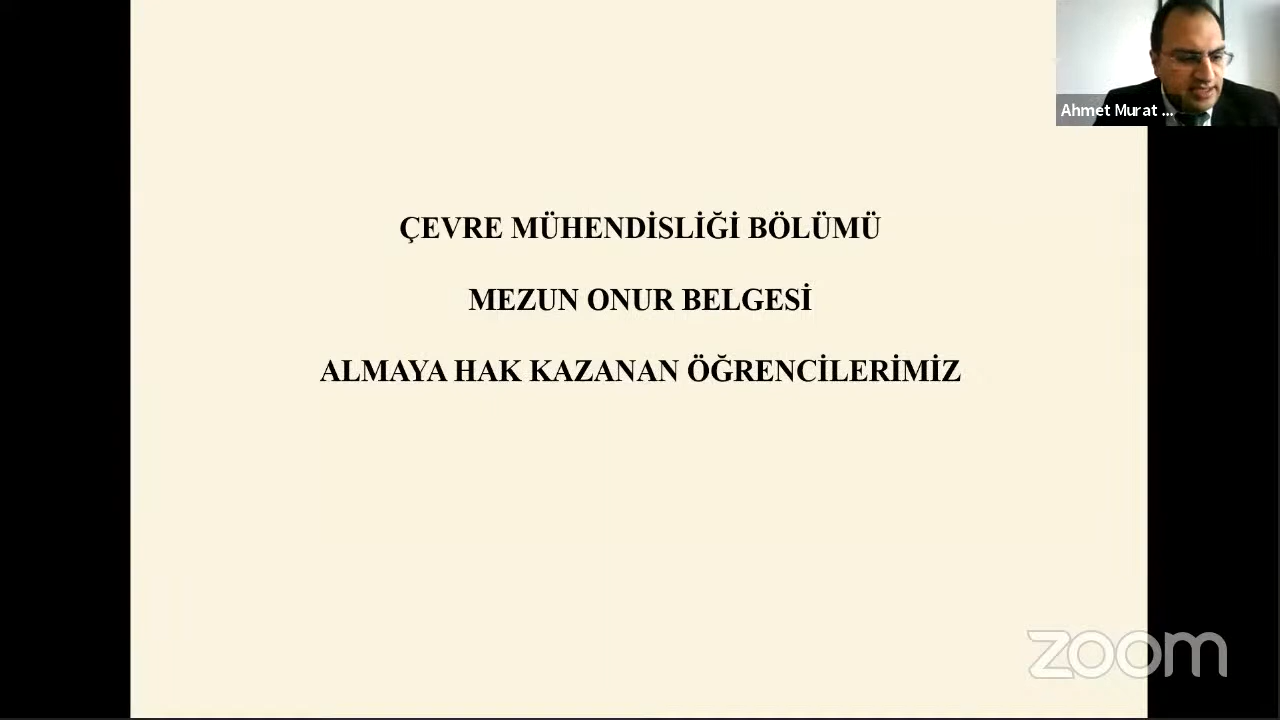 Ahmet Murat ...
ÇEVRE MÜHENDİSLİĞİ BÖLÜMÜ
MEZUN ONUR BELGESİ
ALMAYA HAK KAZANAN ÖĞRENCİLERİMİZ
zoom